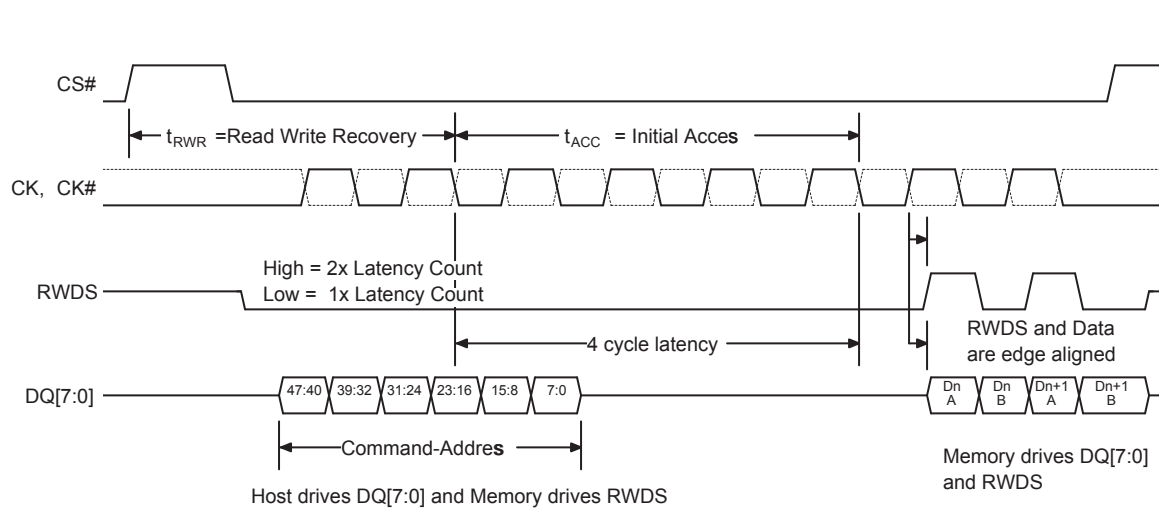 CS#
tRWR =Read Write Recovery
tACC = Initial Acces
CK, CK#
High = 2x Latency Count
Low = 1x Latency Count
RWDS
RWDS and Data
are edge aligned
4 cycle latency
DQ[7:0]
47:40 39:32 31:24 23:16 15:8 7:0
Dn A
Dn B
Dn+1 A
Dn+1 B
Command-Addres
Memory drives DQ[7:0]
and RWDS
Host drives DQ[7:0] and Memory drives RWDS